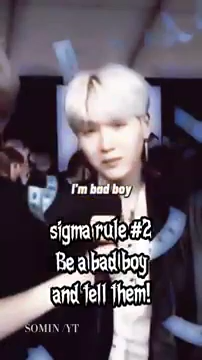 I'm bad boy
sigma rule #2
Be a bad boy
and tell them!
SOMIN /YT